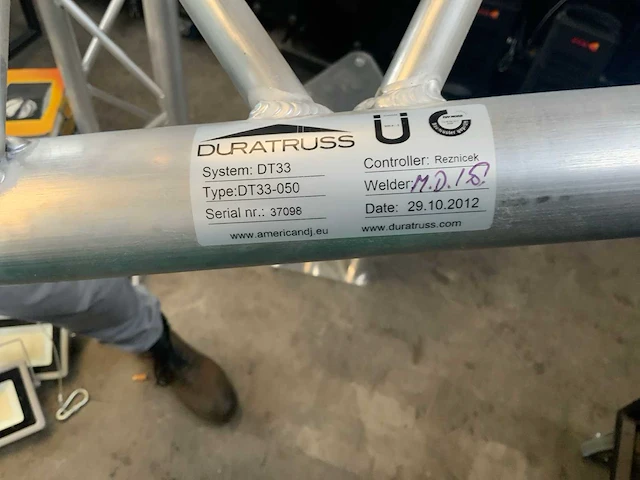 DURATRUSS
System: DT33
Type:DT33-050
Serial nr.: 37098
www.americandj.eu
Ü
Controller: Reznicek
Welder: M.D.18.
Date: 29.10.2012
www.duratruss.com